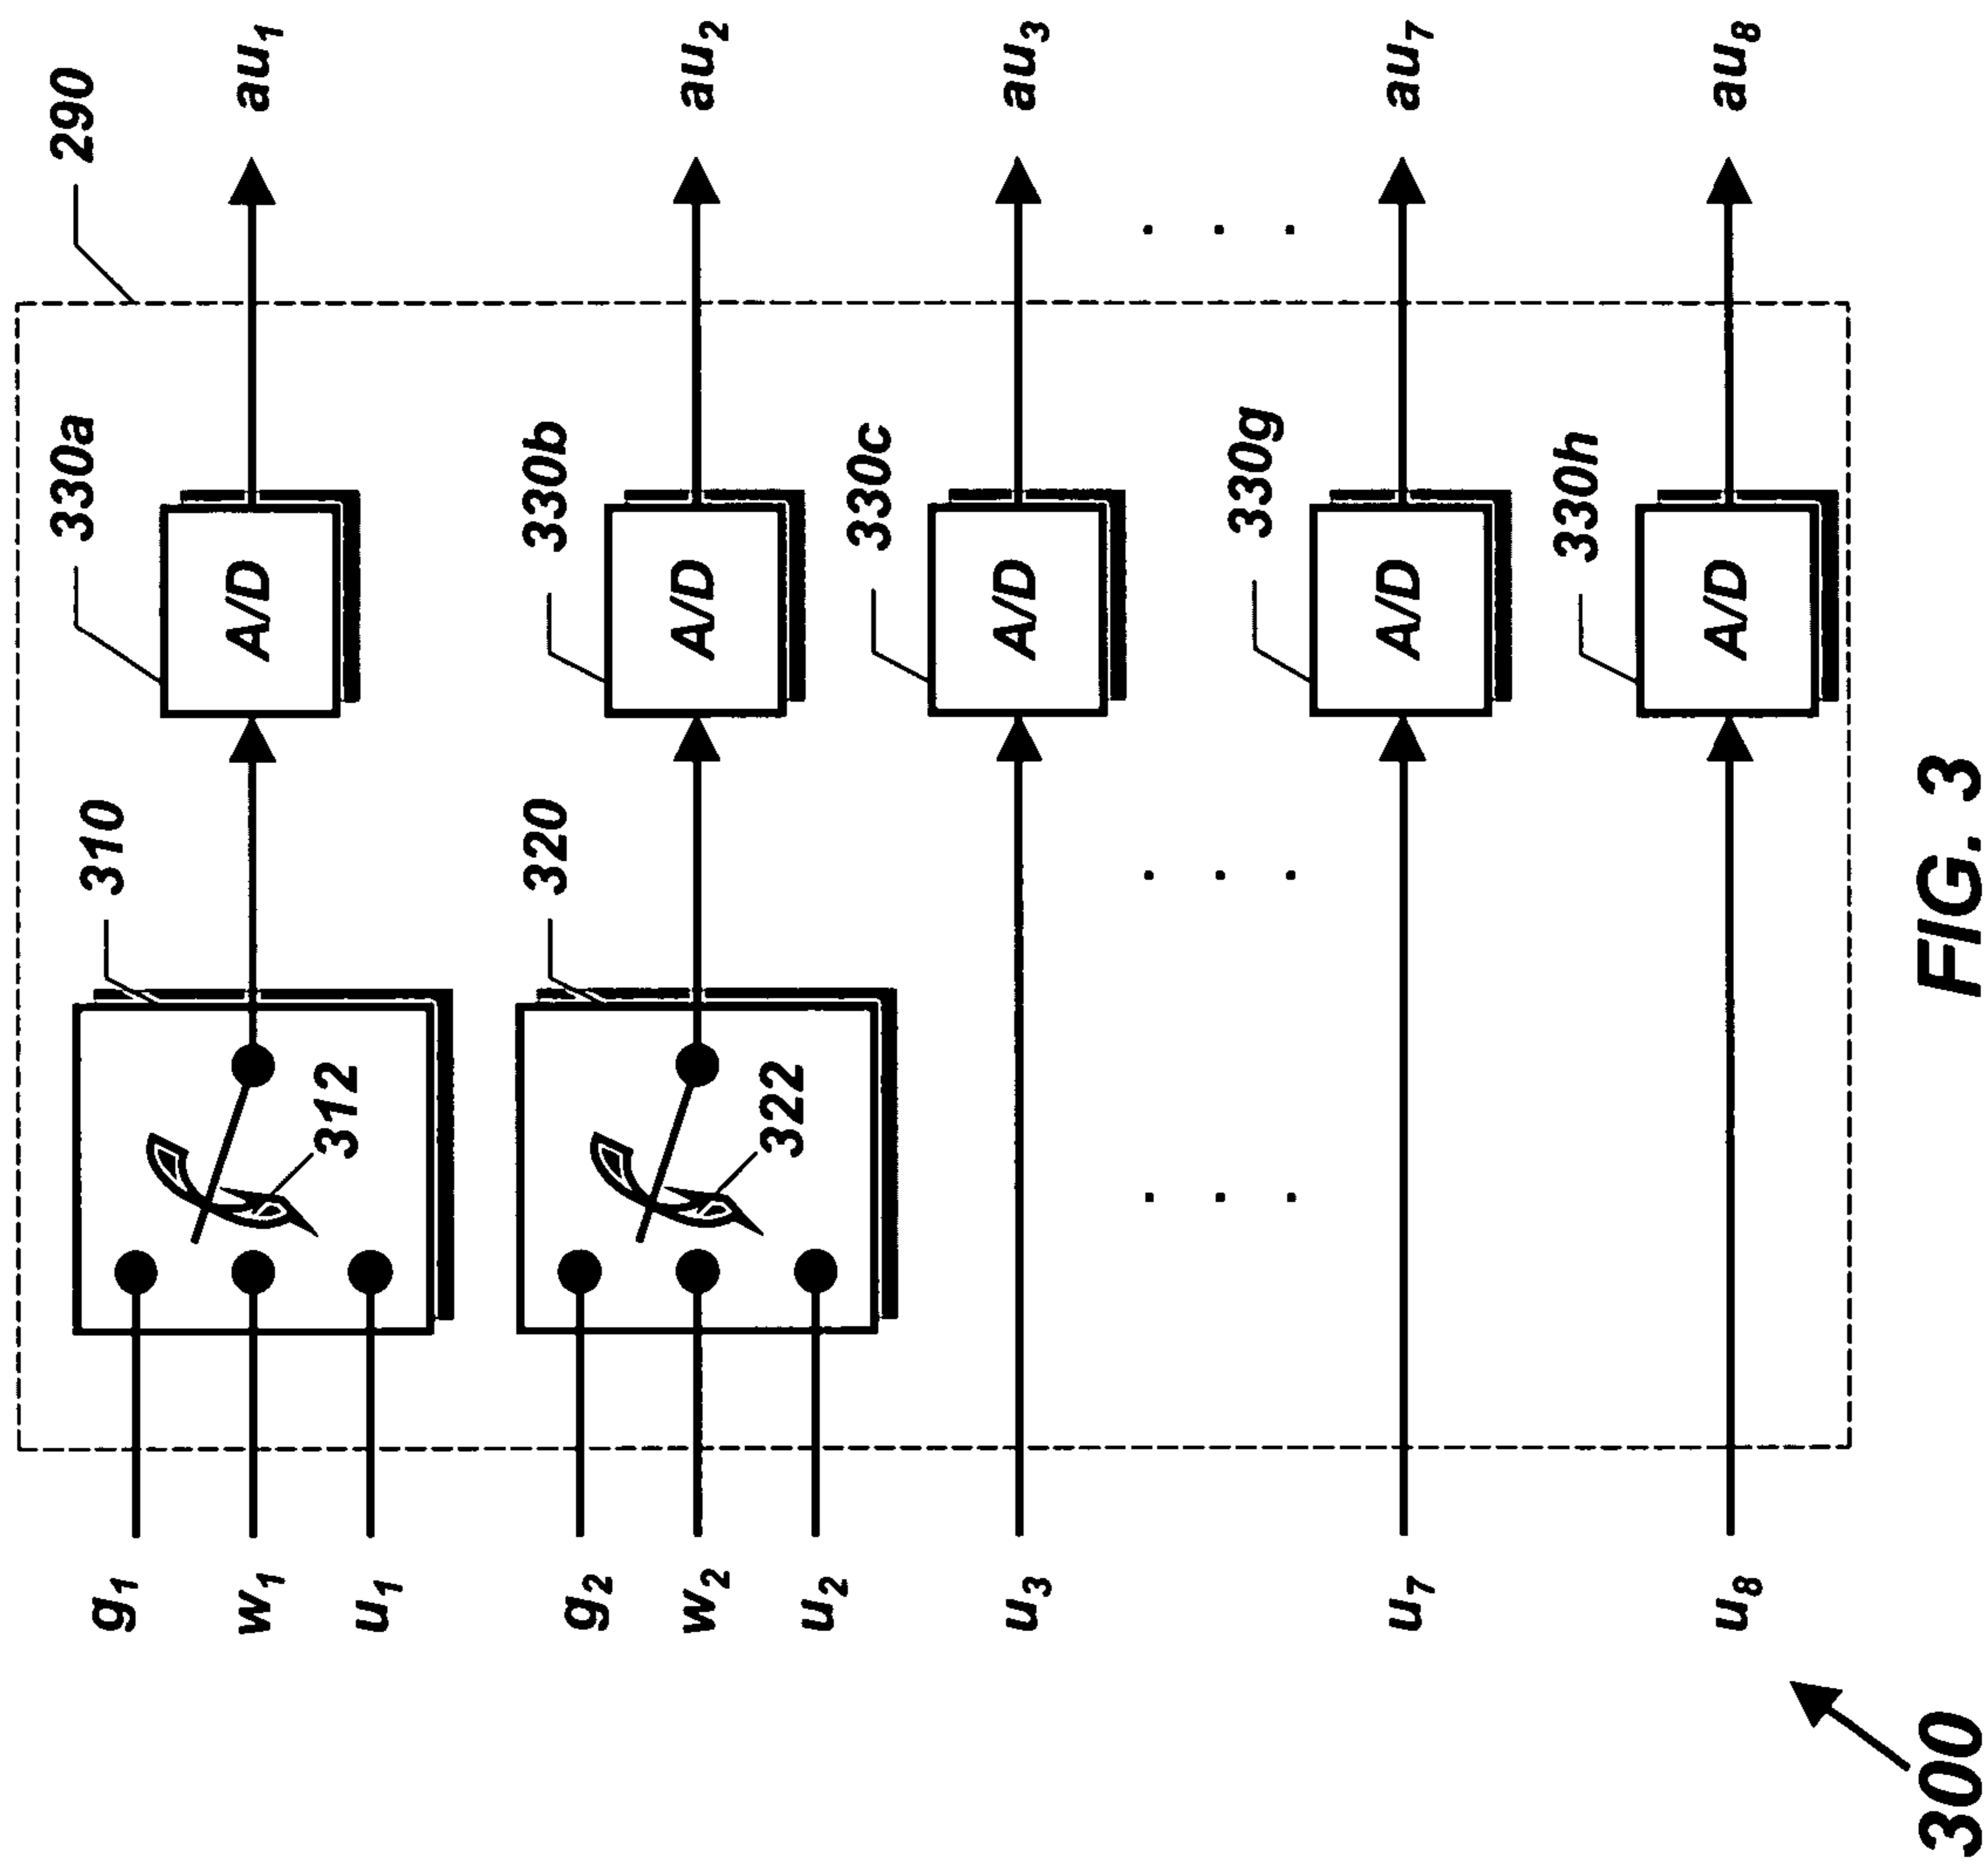 290
310
330a
g1
w1
u1
312
A/D
au1
320
330b
g2
w2
u2
322
A/D
au2
330c
u3
A/D
au3
. . .
. . .
. . .
330g
u7
A/D
au7
330h
u8
A/D
au8
300
FIG. 3